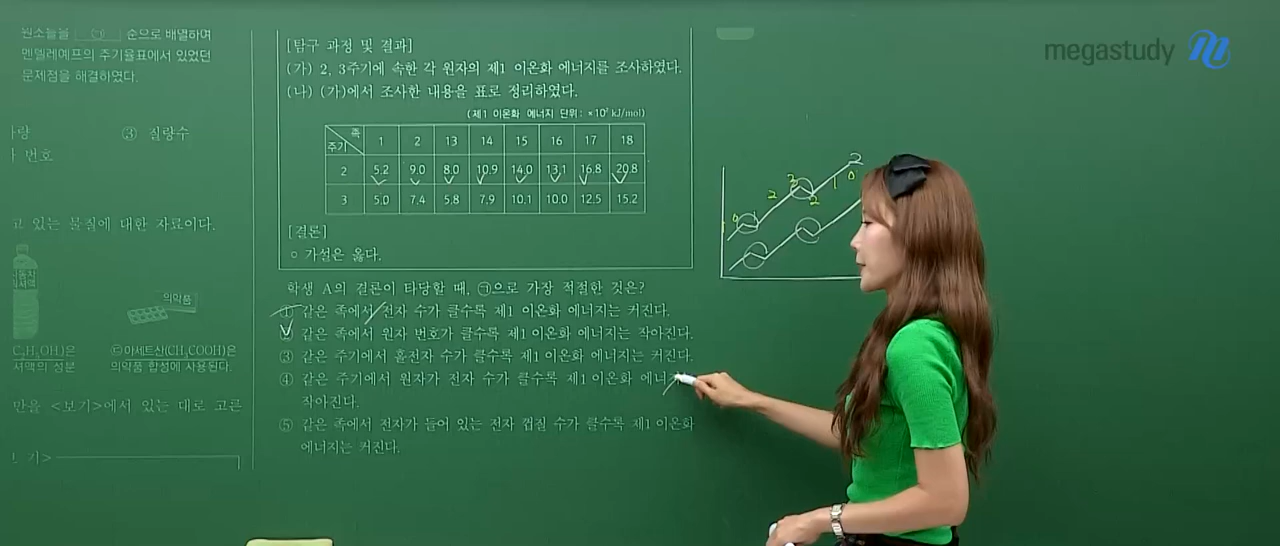 원소들을 ㉠ 순으로 배열하여
멘델레예프의 주기율표에서 있었던
문제점을 해결하였다.
③ 질량수
번호
고 있는 물질에 대한 자료이다.
의약품
C₂H₅OH)은
㉢아세트산(CH₃COOH)은
의약품 합성에 사용된다.
만을 <보기>에서 있는 대로 고른
기>
[탐구 과정 및 결과]
(가) 2, 3주기에 속한 각 원자의 제1 이온화 에너지를 조사하였다.
(나) (가)에서 조사한 내용을 표로 정리하였다.
(제1 이온화 에너지 단위: ×10² kJ/mol)
족
주기 1 2 13 14 15 16 17 18
2 5.2 9.0 8.0 10.9 14.0 13.1 16.8 20.8
3 5.0 7.4 5.8 7.9 10.1 10.0 12.5 15.2
[결론]
○ 가설은 옳다.
학생 A의 결론이 타당할 때, ㉠으로 가장 적절한 것은?
① 같은 족에서 전자 수가 클수록 제1 이온화 에너지는 커진다.
② 같은 족에서 원자 번호가 클수록 제1 이온화 에너지는 작아진다.
③ 같은 주기에서 홀전자 수가 클수록 제1 이온화 에너지는 커진다.
④ 같은 주기에서 원자가 전자 수가 클수록 제1 이온화 에너
작아진다.
⑤ 같은 족에서 전자가 들어 있는 전자 껍질 수가 클수록 제1 이온화
에너지는 커진다.
megastudy
0 2 3 2 1 0